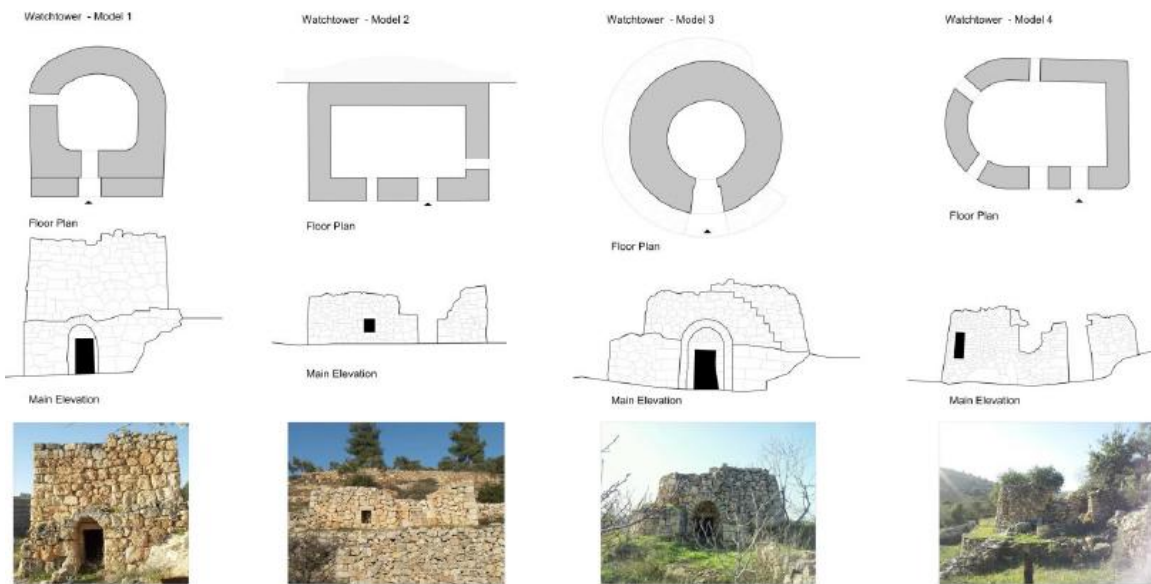 Watchtower - Model 1
Watchtower - Model 2
Watchtower - Model 3
Watchtower - Model 4
Floor Plan
Floor Plan
Floor Plan
Floor Plan
Main Elevation
Main Elevation
Main Elevation
Main Elevation